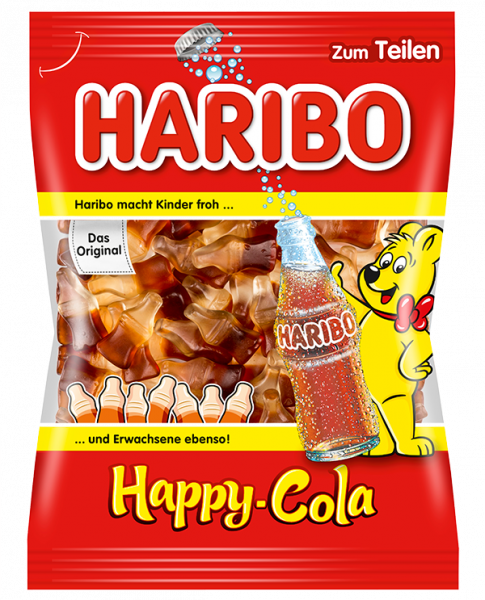 Zum Teilen
HARIBO
Haribo macht Kinder froh ...
Das
Original
HARIBO
... und Erwachsene ebenso!
Happy-Cola